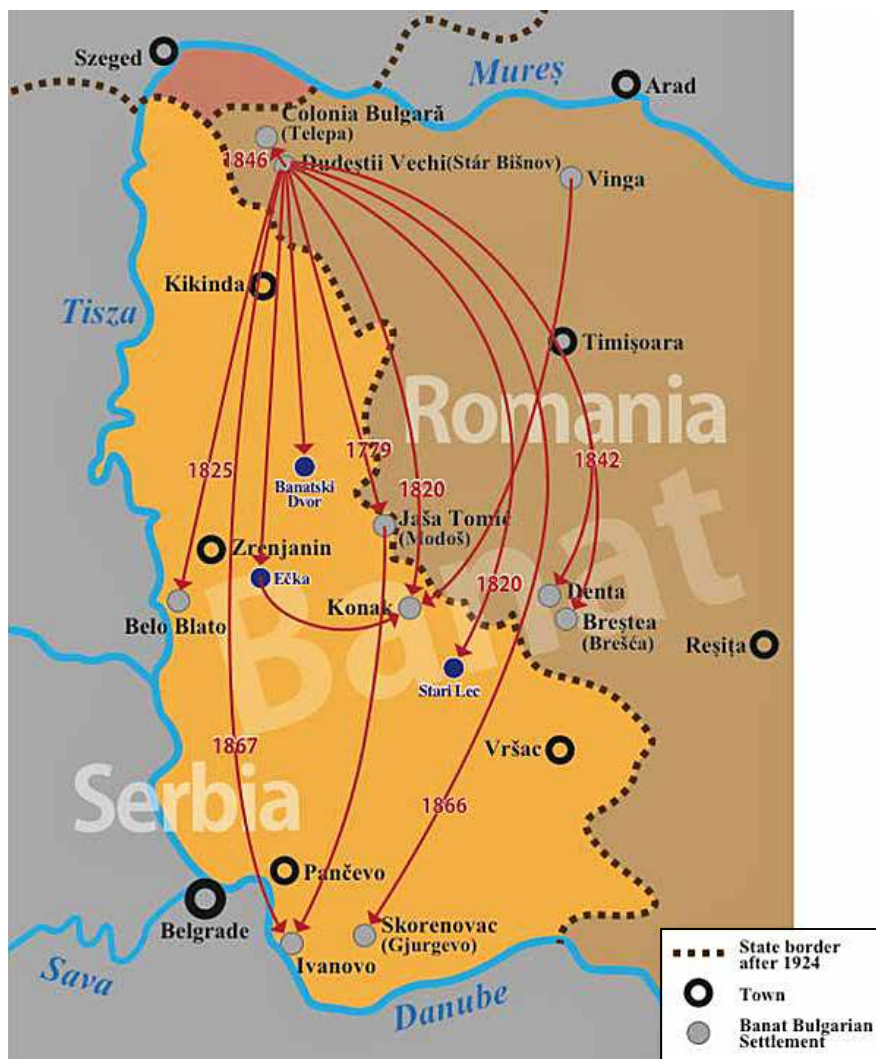 Szeged
Mureș
Arad
Colonia Bulgară
(Telepa)
1846
Dudeștii Vechi(Stár Bišnov)
Vinga
Kikinda
Tisza
Timișoara
Romania
1825
1779
1842
Banatski
Dvor
1820
Jaša Tomić
(Modoš)
Zrenjanin
Banat
Ečka
1820
Konak
Denta
Belo Blato
Breștea
(Brešća)
Reșița
Stari Lec
1867
Vršac
Serbia
1866
Pančevo
Belgrade
Skorenovac
(Gjurgevo)
Ivanovo
Sava
Danube
State border
after 1924
Town
Banat Bulgarian
Settlement